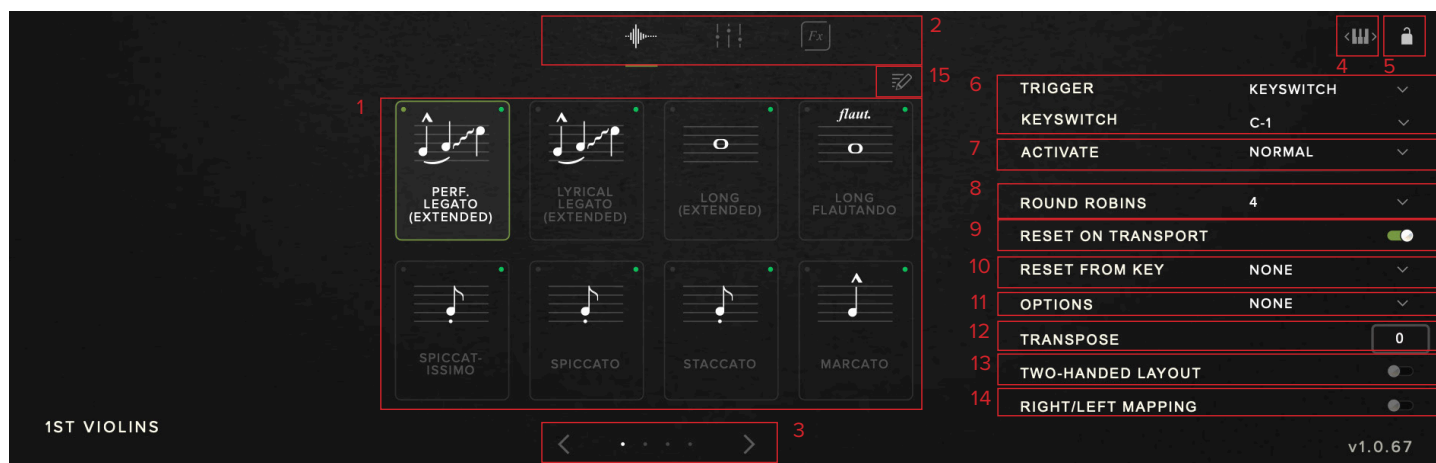 2
Fx
4
5
15
6
TRIGGER KEYSWITCH
KEYSWITCH C-1
1
flaut.
7
ACTIVATE NORMAL
PERF.
LEGATO
(EXTENDED)
LYRICAL
LEGATO
(EXTENDED)
LONG
(EXTENDED)
LONG
FLAUTANDO
8
ROUND ROBINS 4
9
RESET ON TRANSPORT
10
RESET FROM KEY NONE
11
OPTIONS NONE
12
TRANSPOSE 0
SPICCAT-
ISSIMO
SPICCATO
STACCATO
MARCATO
13
TWO-HANDED LAYOUT
14
RIGHT/LEFT MAPPING
1ST VIOLINS
3
v1.0.67